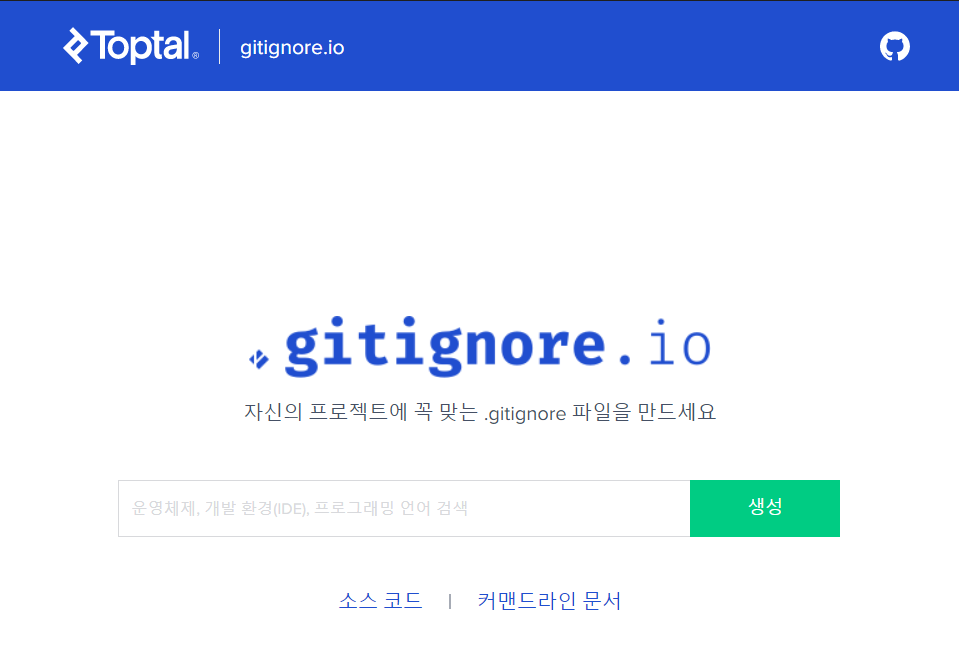 Toptal® | gitignore.io
.gitignore.io
자신의 프로젝트에 꼭 맞는 .gitignore 파일을 만드세요
운영체제, 개발 환경(IDE), 프로그래밍 언어 검색 생성
소스 코드 | 커맨드라인 문서